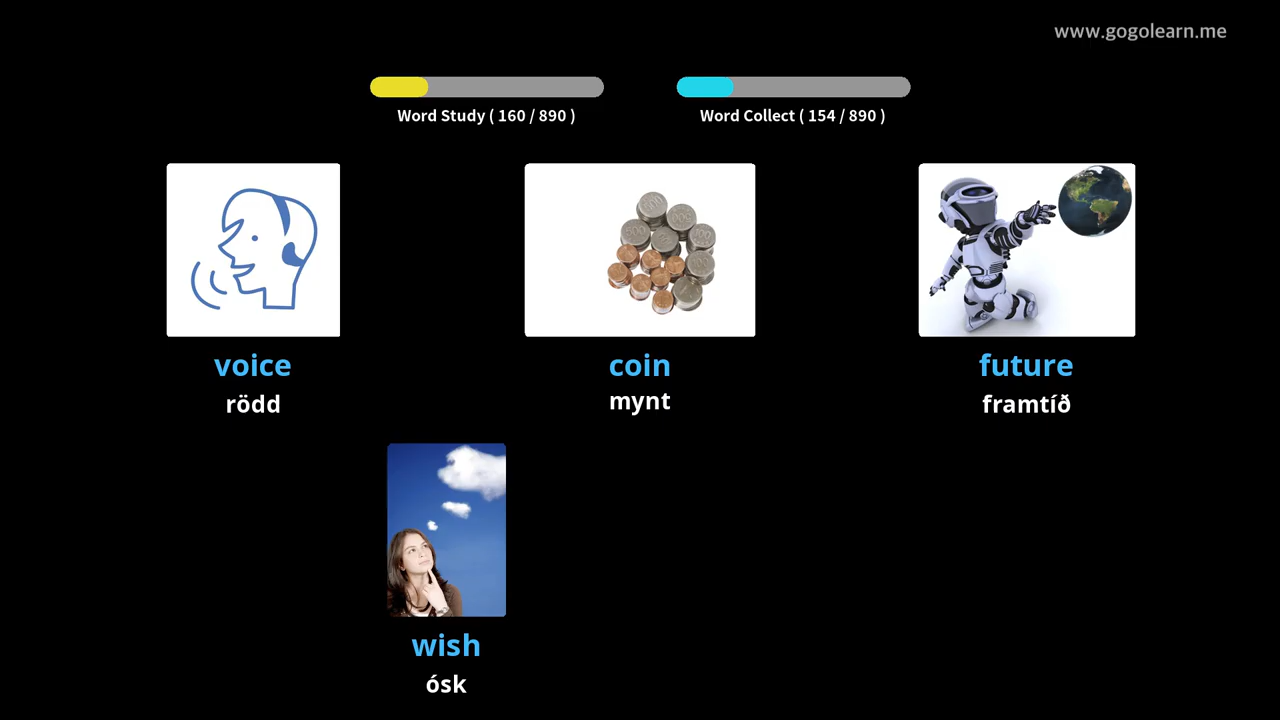 www.gogolearn.me
Word Study ( 160 / 890 )
Word Collect ( 154 / 890 )
voice
rödd
coin
mynt
future
framtíð
wish
ósk